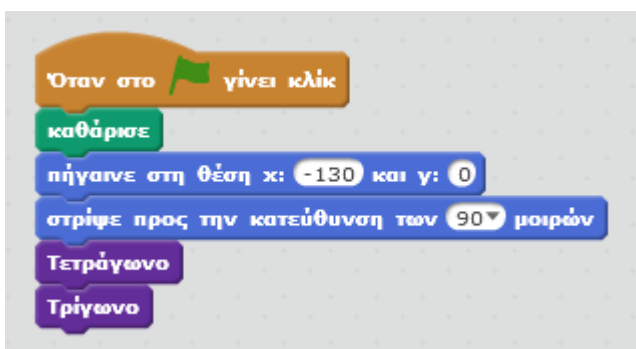 Όταν στο γίνει κλίκ
καθάρισε
πήγαινε στη θέση x: -130 και y: 0
στρίψε προς την κατεύθυνση των 90 μοιρών
Τετράγωνο
Τρίγωνο